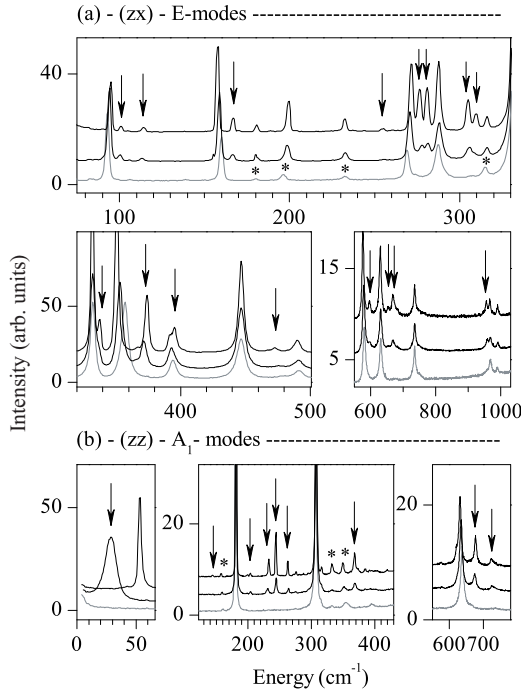 (a) - (zx) - E-modes --------------------------------
40
0
100 200 300
* * * *
Intensity (arb. units)
50
0
400 500
15
5
600 800 1000
(b) - (zz) - A1- modes ------------------------------
50
0
0 50
20
0
150 200 250 300 350 400
* * *
20
0
600 700
Energy (cm-1)